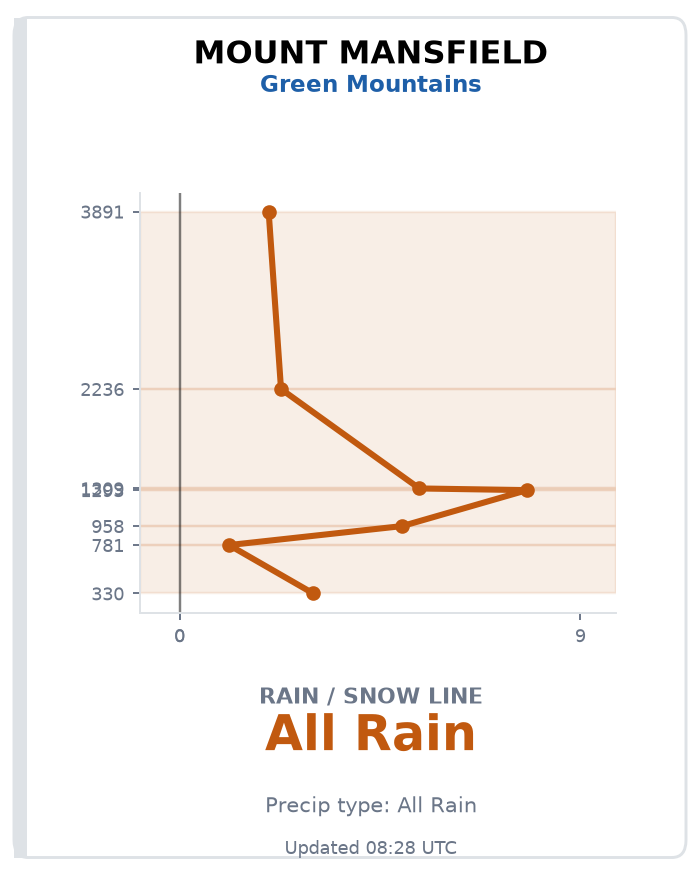 MOUNT MANSFIELD
Green Mountains
3891
2236
958
781
330
0
9
RAIN / SNOW LINE
All Rain
Precip type: All Rain
Updated 08:28 UTC